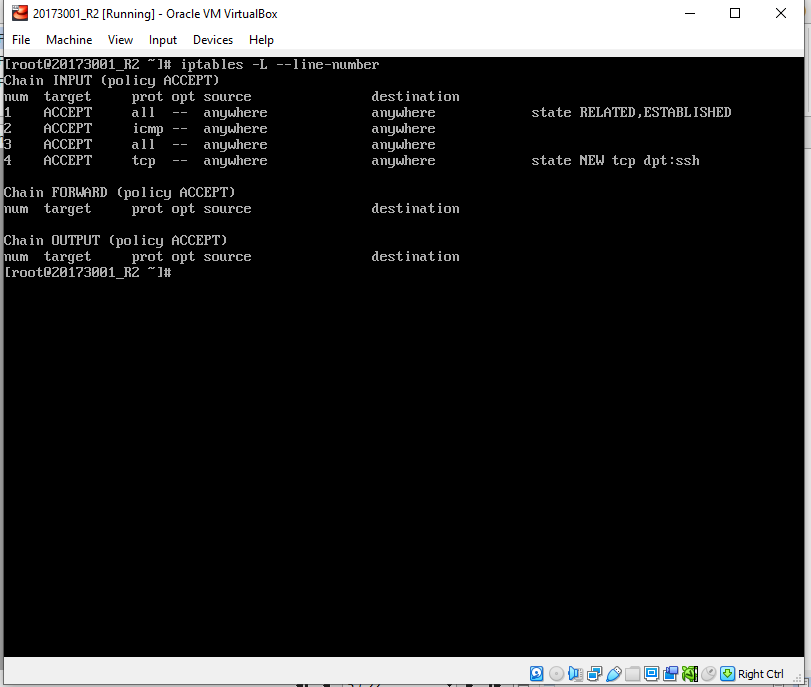 20173001_R2 [Running] - Oracle VM VirtualBox
File Machine View Input Devices Help
[root@20173001_R2 ~]# iptables -L --line-number
Chain INPUT (policy ACCEPT)
num target prot opt source destination
1 ACCEPT all -- anywhere anywhere state RELATED,ESTABLISHED
2 ACCEPT icmp -- anywhere anywhere
3 ACCEPT all -- anywhere anywhere
4 ACCEPT tcp -- anywhere anywhere state NEW tcp dpt:ssh
Chain FORWARD (policy ACCEPT)
num target prot opt source destination
Chain OUTPUT (policy ACCEPT)
num target prot opt source destination
[root@20173001_R2 ~]#
Right Ctrl